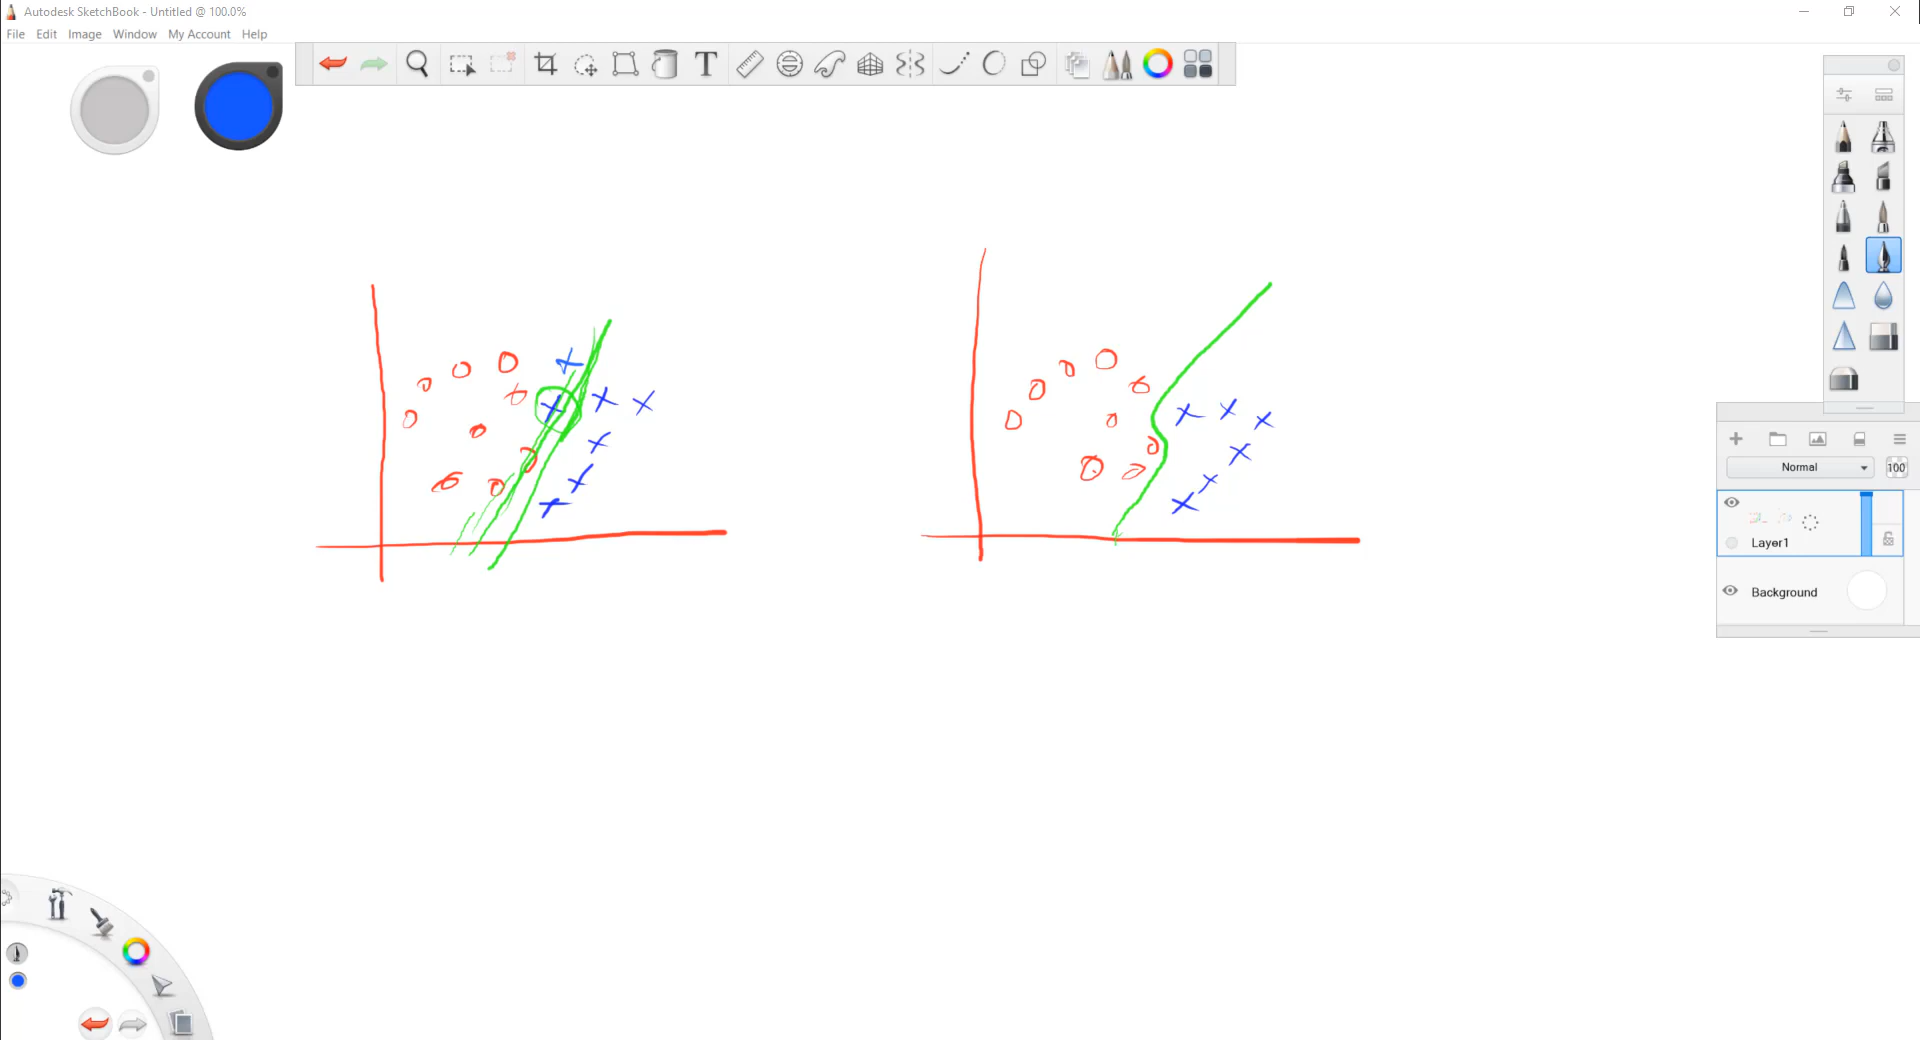 Autodesk SketchBook - Untitled @ 100.0%
File Edit Image Window My Account Help
T
Normal
100
Layer1
Background